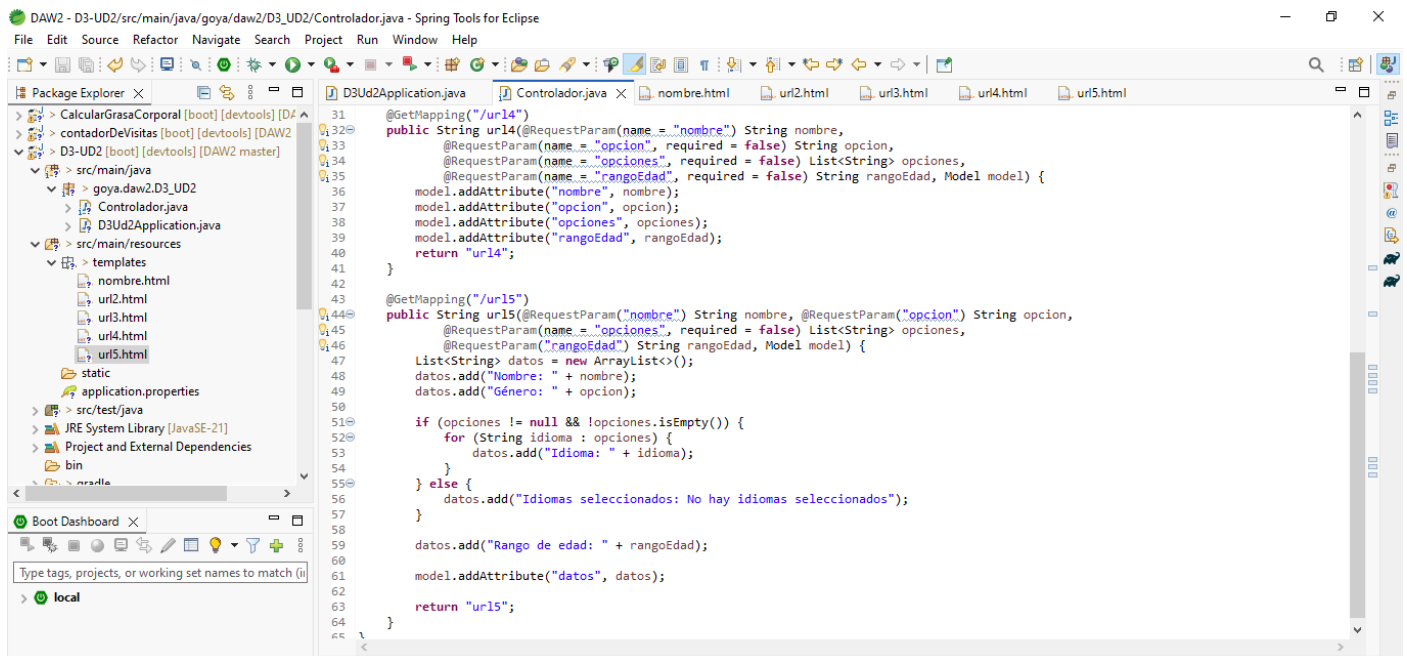 DAW2 - D3-UD2/src/main/java/goya/daw2/D3_UD2/Controlador.java - Spring Tools for Eclipse
File Edit Source Refactor Navigate Search Project Run Window Help
Package Explorer
> CalcularGrasaCorporal [boot] [devtools] [DA
> contadorDeVisitas [boot] [devtools] [DAW2
> D3-UD2 [boot] [devtools] [DAW2 master]
> src/main/java
> goya.daw2.D3_UD2
> Controlador.java
> D3Ud2Application.java
> src/main/resources
> templates
nombre.html
url2.html
url3.html
url4.html
url5.html
static
application.properties
> src/test/java
JRE System Library [JavaSE-21]
Project and External Dependencies
bin
> gradle
Boot Dashboard
Type tags, projects, or working set names to match (in
local
D3Ud2Application.java Controlador.java nombre.html url2.html url3.html url4.html url5.html
31 @GetMapping("/url4")
32 public String url4(@RequestParam(name = "nombre") String nombre,
33 @RequestParam(name = "opcion", required = false) String opcion,
34 @RequestParam(name = "opciones", required = false) List<String> opciones,
35 @RequestParam(name = "rangoEdad", required = false) String rangoEdad, Model model) {
36 model.addAttribute("nombre", nombre);
37 model.addAttribute("opcion", opcion);
38 model.addAttribute("opciones", opciones);
39 model.addAttribute("rangoEdad", rangoEdad);
40 return "url4";
41 }
42
43 @GetMapping("/url5")
44 public String url5(@RequestParam("nombre") String nombre, @RequestParam("opcion") String opcion,
45 @RequestParam(name = "opciones", required = false) List<String> opciones,
46 @RequestParam("rangoEdad") String rangoEdad, Model model) {
47 List<String> datos = new ArrayList<>();
48 datos.add("Nombre: " + nombre);
49 datos.add("Género: " + opcion);
50
51 if (opciones != null && !opciones.isEmpty()) {
52 for (String idioma : opciones) {
53 datos.add("Idioma: " + idioma);
54 }
55 } else {
56 datos.add("Idiomas seleccionados: No hay idiomas seleccionados");
57 }
58
59 datos.add("Rango de edad: " + rangoEdad);
60
61 model.addAttribute("datos", datos);
62
63 return "url5";
64 }
65 }